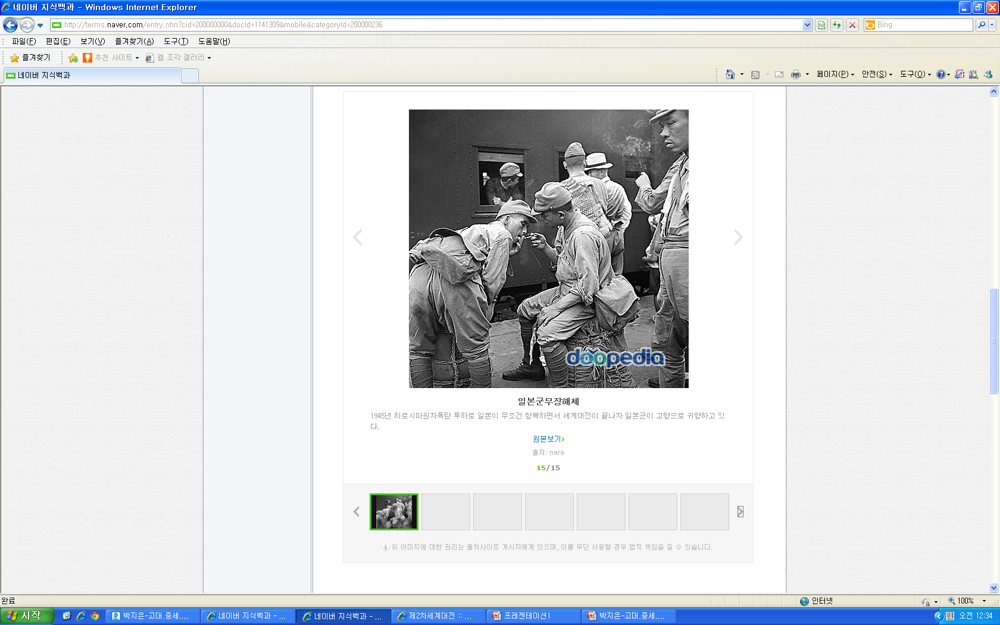 네이버 지식백과 - Windows Internet Explorer
http://terms.naver.com/entry.nhn?cid=200000000&docId=1141309&mobile&categoryId=200000236
Bing
파일(F) 편집(E) 보기(V) 즐겨찾기(A) 도구(T) 도움말(H)
즐겨찾기 추천 사이트 웹 조각 갤러리
네이버 지식백과
페이지(P) 안전(S) 도구(O)
doopedia
일본군무장해제
1945년 히로시마원자폭탄 투하로 일본이 무조건 항복하면서 세계대전이 끝나자 일본군이 고향으로 귀향하고 있
다.
원본보기
출처: nara
15/15
위 이미지에 대한 권리는 출처사이트 게시자에게 있으며, 이를 무단 사용할 경우 법적 책임을 질 수 있습니다.
완료 인터넷 100%
시작 박지은-고대,중세,... 네이버 지식백과 - ... 네이버 지식백과 - ... 제2차세계대전 :: ... 프레젠테이션1 박지은-고대,중세,... 한 오전 12:34